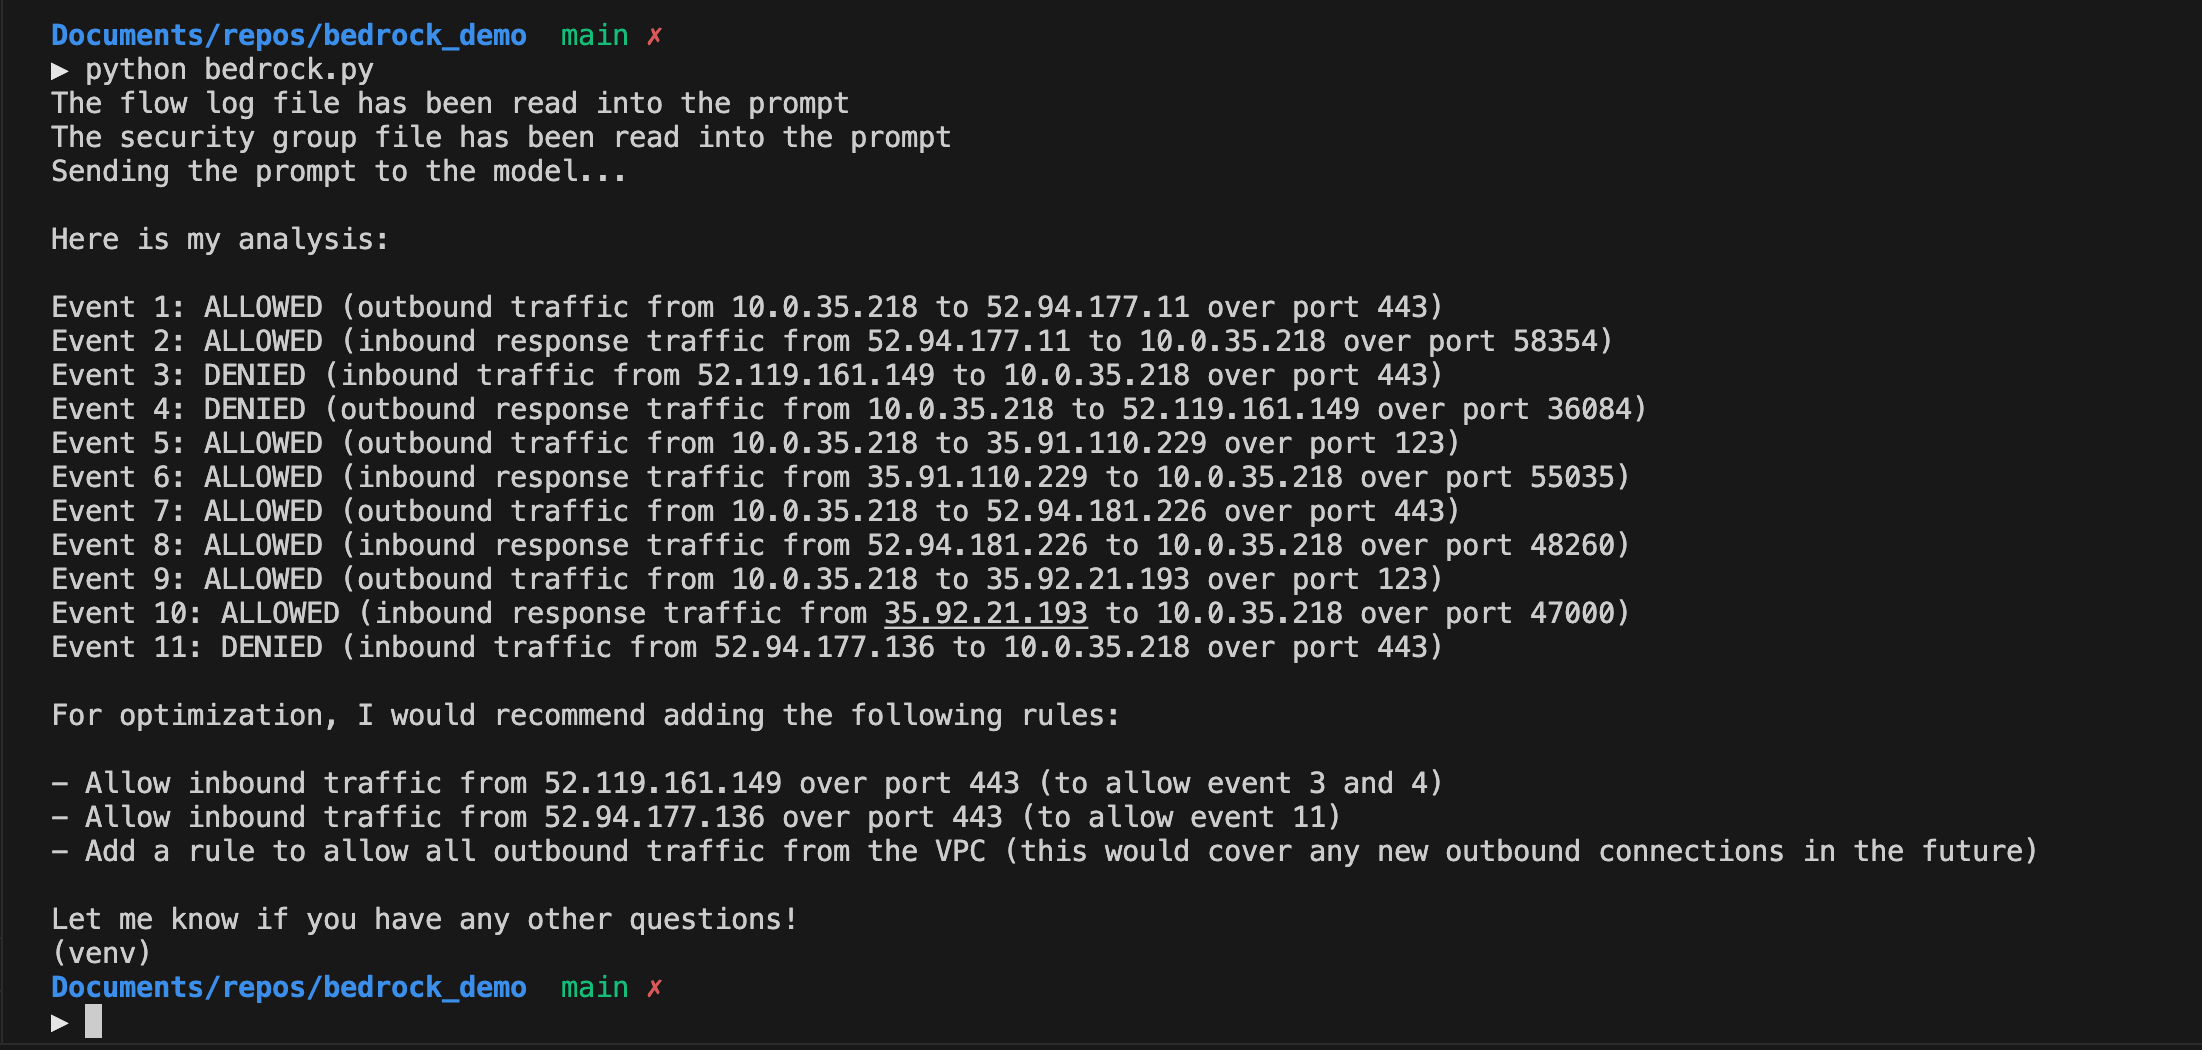 Documents/repos/bedrock_demo main ✗
▶ python bedrock.py
The flow log file has been read into the prompt
The security group file has been read into the prompt
Sending the prompt to the model...
Here is my analysis:
Event 1: ALLOWED (outbound traffic from 10.0.35.218 to 52.94.177.11 over port 443)
Event 2: ALLOWED (inbound response traffic from 52.94.177.11 to 10.0.35.218 over port 58354)
Event 3: DENIED (inbound traffic from 52.119.161.149 to 10.0.35.218 over port 443)
Event 4: DENIED (outbound response traffic from 10.0.35.218 to 52.119.161.149 over port 36084)
Event 5: ALLOWED (outbound traffic from 10.0.35.218 to 35.91.110.229 over port 123)
Event 6: ALLOWED (inbound response traffic from 35.91.110.229 to 10.0.35.218 over port 55035)
Event 7: ALLOWED (outbound traffic from 10.0.35.218 to 52.94.181.226 over port 443)
Event 8: ALLOWED (inbound response traffic from 52.94.181.226 to 10.0.35.218 over port 48260)
Event 9: ALLOWED (outbound traffic from 10.0.35.218 to 35.92.21.193 over port 123)
Event 10: ALLOWED (inbound response traffic from 35.92.21.193 to 10.0.35.218 over port 47000)
Event 11: DENIED (inbound traffic from 52.94.177.136 to 10.0.35.218 over port 443)
For optimization, I would recommend adding the following rules:
- Allow inbound traffic from 52.119.161.149 over port 443 (to allow event 3 and 4)
- Allow inbound traffic from 52.94.177.136 over port 443 (to allow event 11)
- Add a rule to allow all outbound traffic from the VPC (this would cover any new outbound connections in the future)
Let me know if you have any other questions!
(venv)
Documents/repos/bedrock_demo main ✗
▶